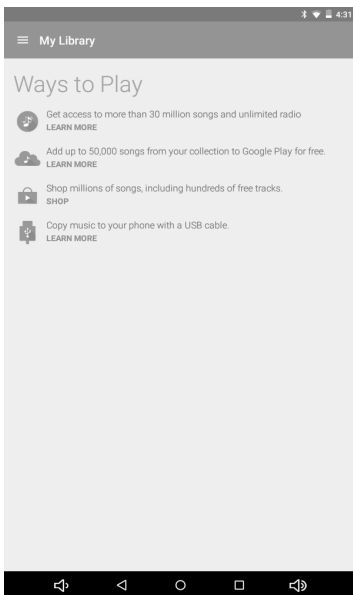 4:31
My Library
Ways to Play
Get access to more than 30 million songs and unlimited radio
LEARN MORE
Add up to 50,000 songs from your collection to Google Play for free.
LEARN MORE
Shop millions of songs, including hundreds of free tracks.
SHOP
Copy music to your phone with a USB cable.
LEARN MORE